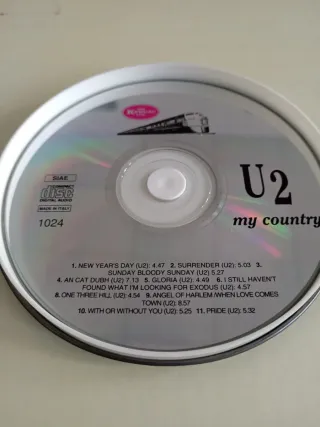 U2
my country
SIAE
DISC
DIGITAL AUDIO
MADE IN ITALY
1024
1. NEW YEAR'S DAY (U2): 4.47 2. SURRENDER (U2): 5.03 3.
SUNDAY BLOODY SUNDAY (U2): 5.27
4. AN CAT DUBH (U2) 7.13 5. GLORIA (U2): 4.49 6. I STILL HAVEN'T
FOUND WHAT I'M LOOKING FOR EXODUS (U2): 4.57
8. ONE THREE HILL (U2): 4.54 9. ANGEL OF HARLEM /WHEN LOVE COMES
TOWN (U2): 8.57
10. WITH OR WITHOUT YOU (U2): 5.25 11. PRIDE (U2): 5.32